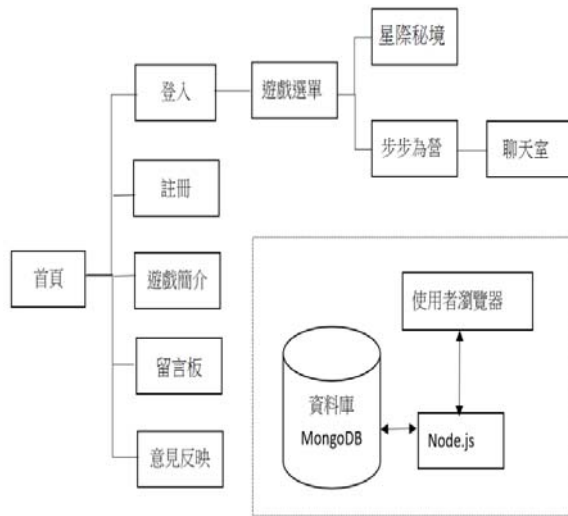 星際秘境
登入
遊戲選單
步步為營
聊天室
註冊
首頁
遊戲簡介
留言板
意見反映
使用者瀏覽器
資料庫
MongoDB
Node.js